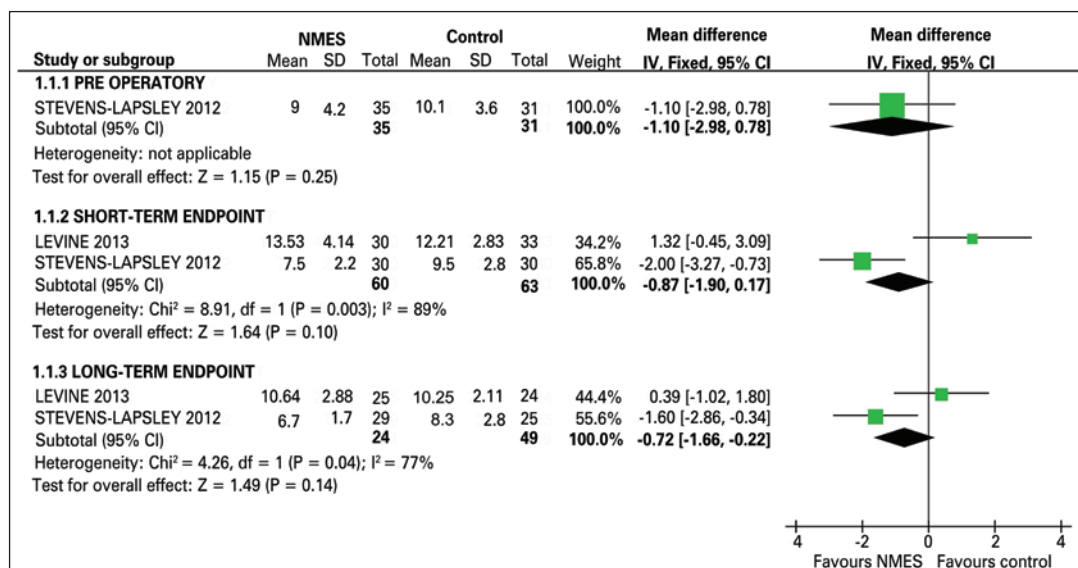 NMES Control Mean difference Mean difference
Study or subgroup Mean SD Total Mean SD Total Weight IV, Fixed, 95% CI IV, Fixed, 95% CI
1.1.1 PRE OPERATORY
STEVENS-LAPSLEY 2012 9 4.2 35 10.1 3.6 31 100.0% -1.10 [-2.98, 0.78]
Subtotal (95% CI) 35 31 100.0% -1.10 [-2.98, 0.78]
Heterogeneity: not applicable
Test for overall effect: Z = 1.15 (P = 0.25)
1.1.2 SHORT-TERM ENDPOINT
LEVINE 2013 13.53 4.14 30 12.21 2.83 33 34.2% 1.32 [-0.45, 3.09]
STEVENS-LAPSLEY 2012 7.5 2.2 30 9.5 2.8 30 65.8% -2.00 [-3.27, -0.73]
Subtotal (95% CI) 60 63 100.0% -0.87 [-1.90, 0.17]
Heterogeneity: Chi² = 8.91, df = 1 (P = 0.003); I² = 89%
Test for overall effect: Z = 1.64 (P = 0.10)
1.1.3 LONG-TERM ENDPOINT
LEVINE 2013 10.64 2.88 25 10.25 2.11 24 44.4% 0.39 [-1.02, 1.80]
STEVENS-LAPSLEY 2012 6.7 1.7 29 8.3 2.8 25 55.6% -1.60 [-2.86, -0.34]
Subtotal (95% CI) 24 49 100.0% -0.72 [-1.66, -0.22]
Heterogeneity: Chi² = 4.26, df = 1 (P = 0.04); I² = 77%
Test for overall effect: Z = 1.49 (P = 0.14)
4 -2 0 2 4
Favours NMES Favours control